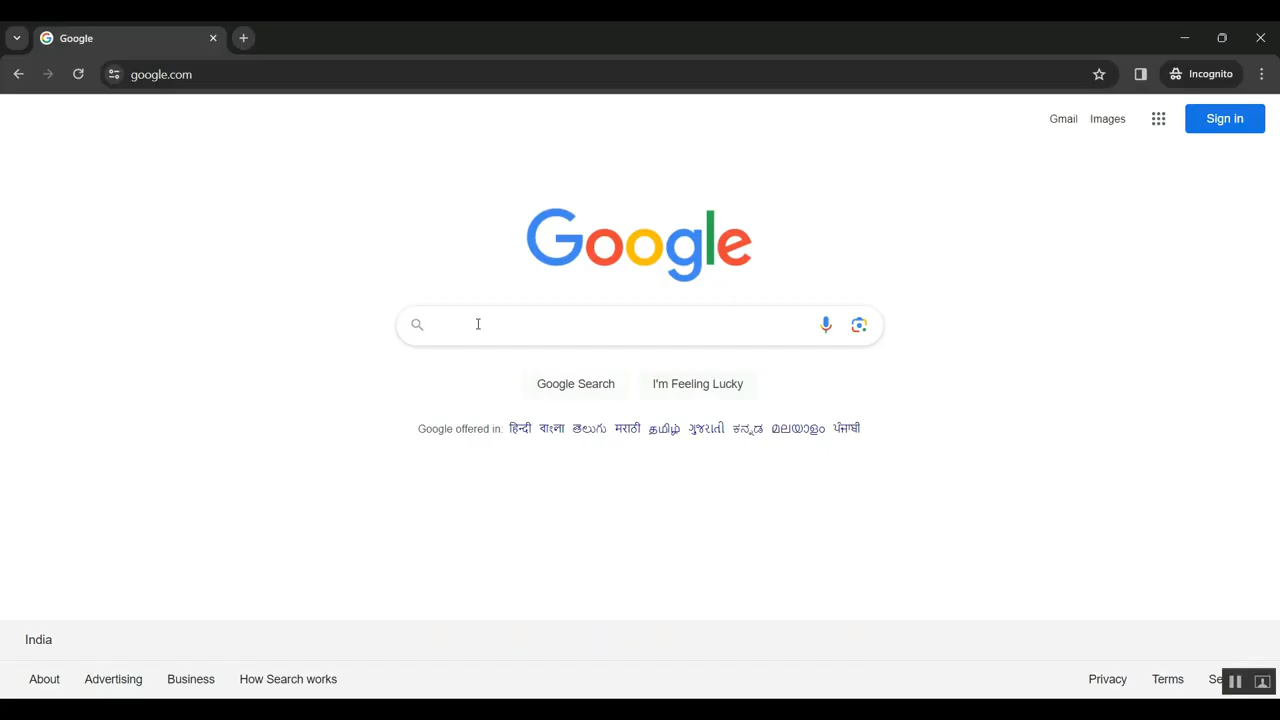 Google
google.com
Incognito
Gmail Images Sign in
Google
Google Search I'm Feeling Lucky
Google offered in: हिन्दी বাংলা తెలుగు मराठी தமிழ் ગુજરાતી ಕನ್ನಡ മലയാളം ਪੰਜਾਬੀ
India
About Advertising Business How Search works Privacy Terms Se